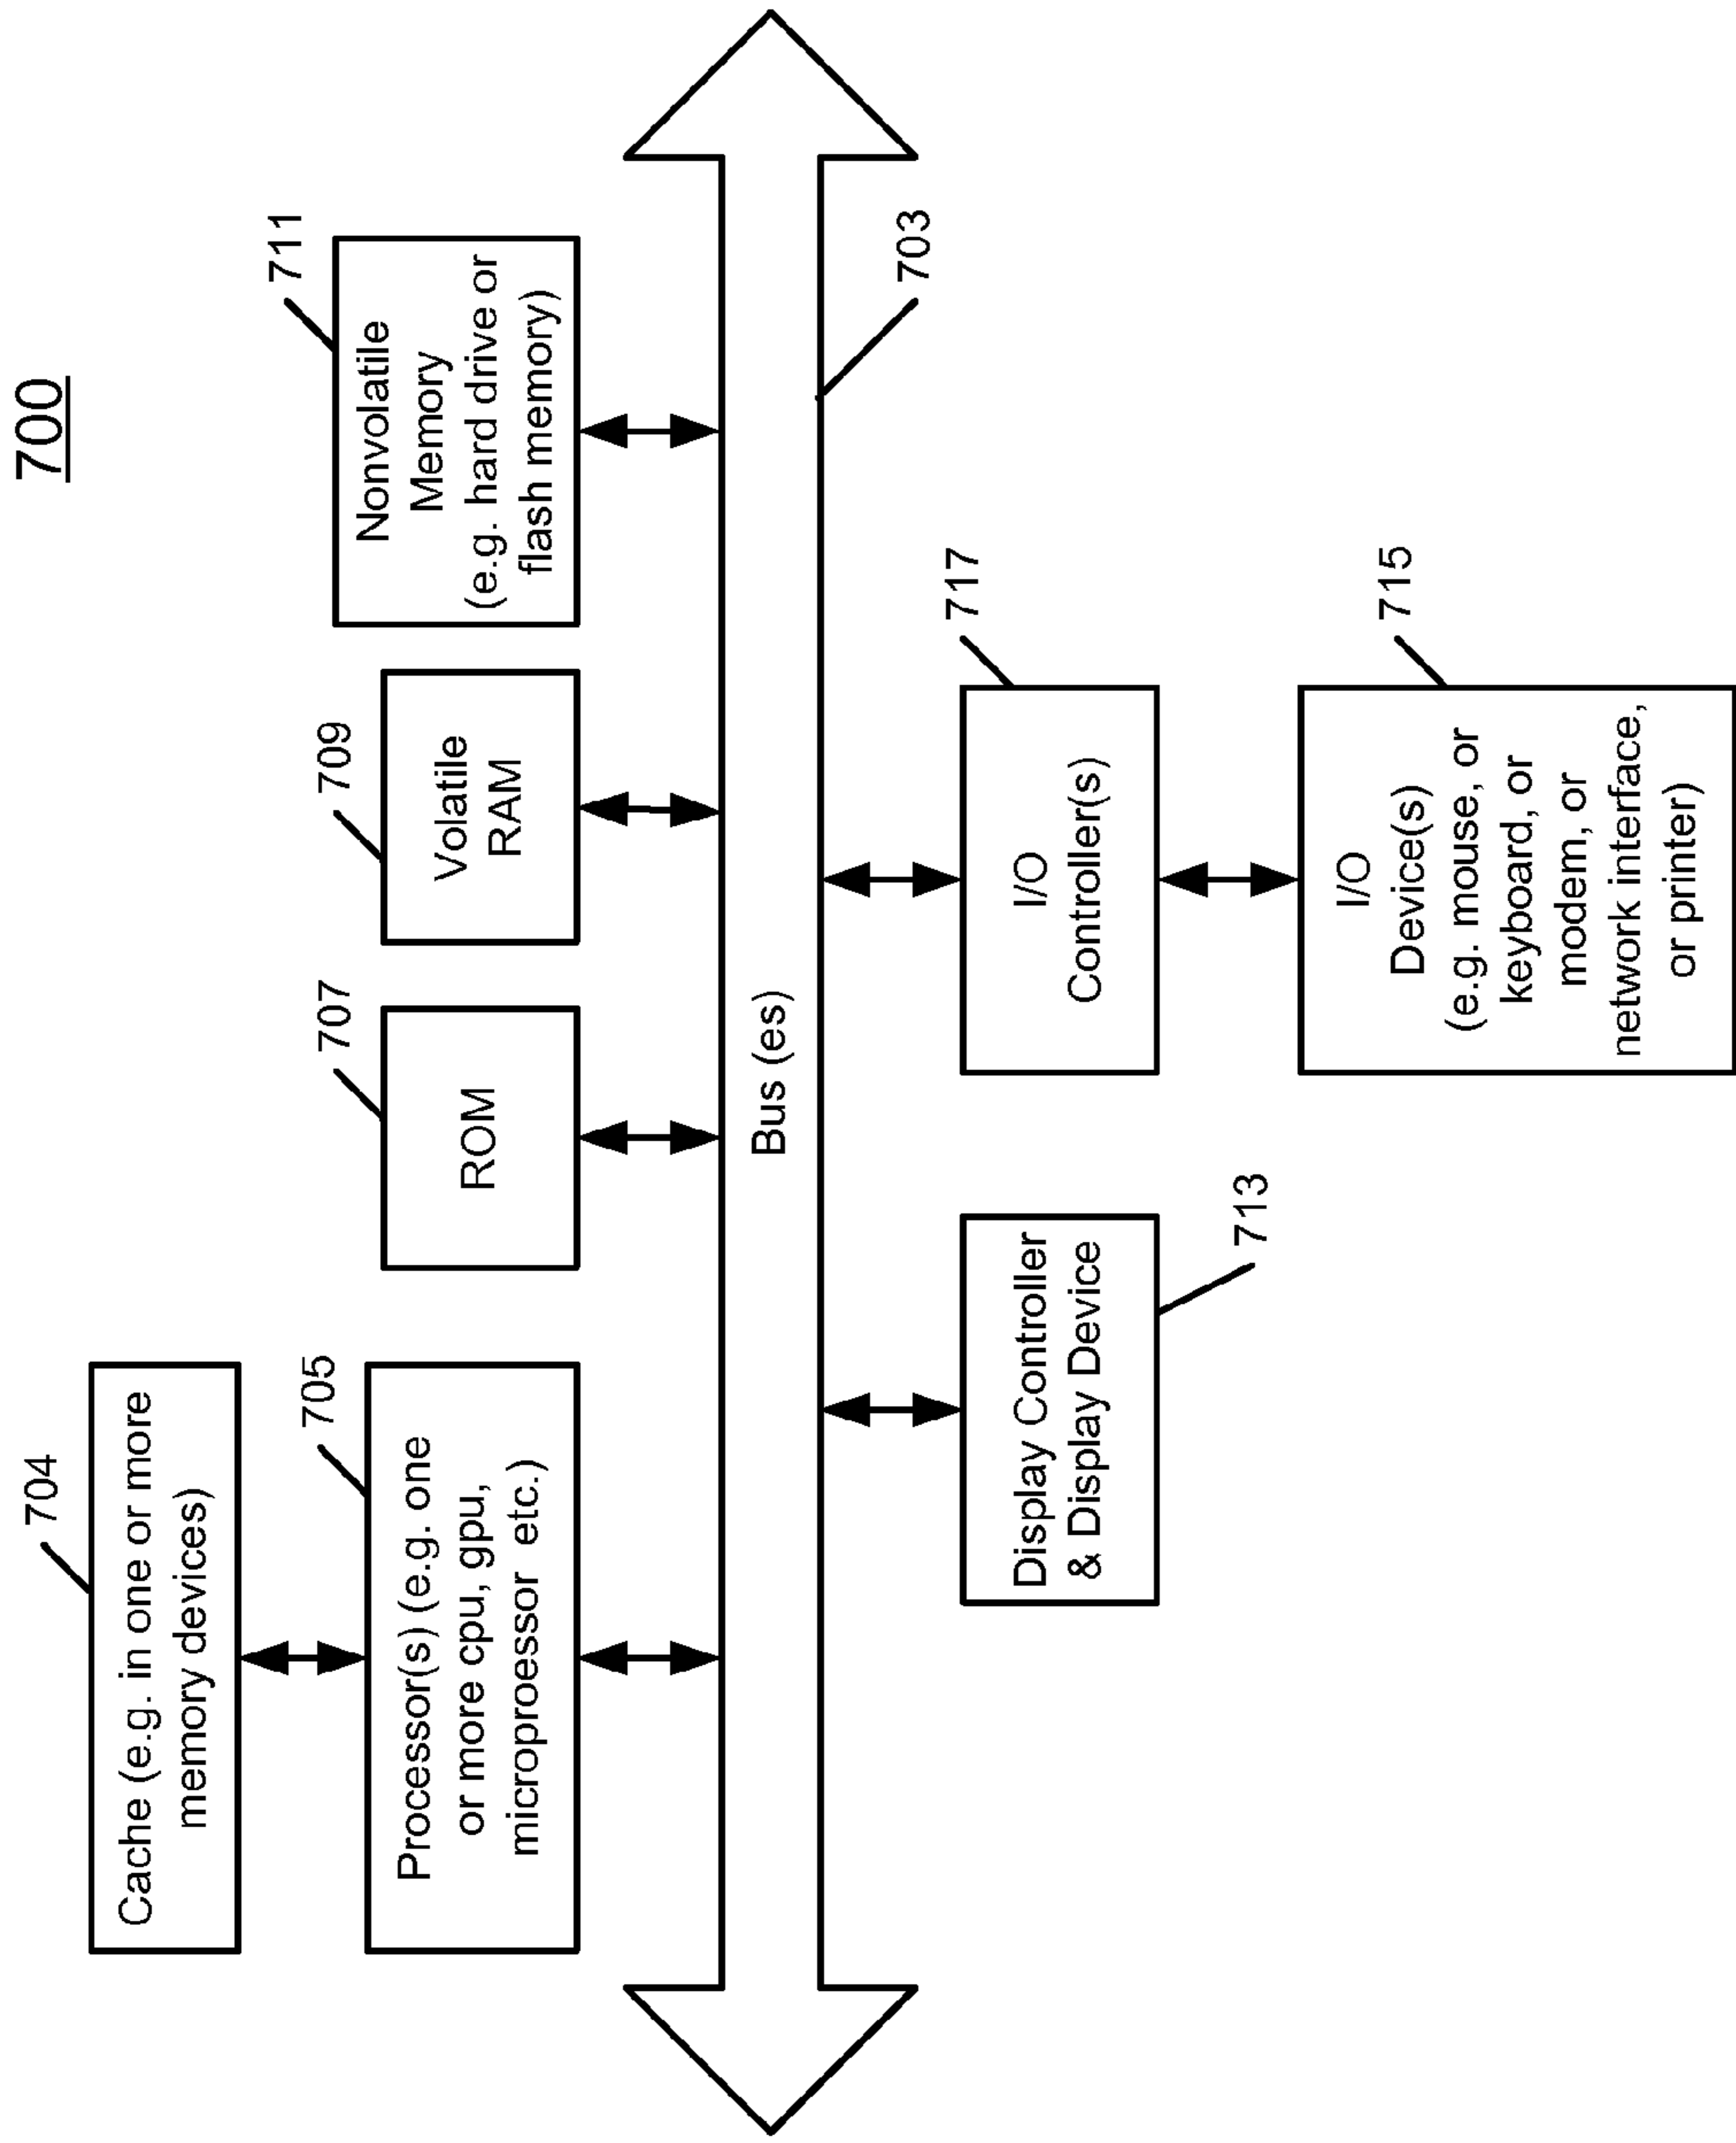 700
704
Cache (e.g. in one or more
memory devices)
705
Processor(s) (e.g. one
or more cpu, gpu,
microproessor etc.)
707
ROM
709
Volatile
RAM
711
Nonvolatile
Memory
(e.g. hard drive or
flash memory)
Bus (es)
703
Display Controller
& Display Device
713
717
I/O
Controller(s)
715
I/O
Device(s)
(e.g. mouse, or
keyboard, or
modem, or
network interface,
or printer)